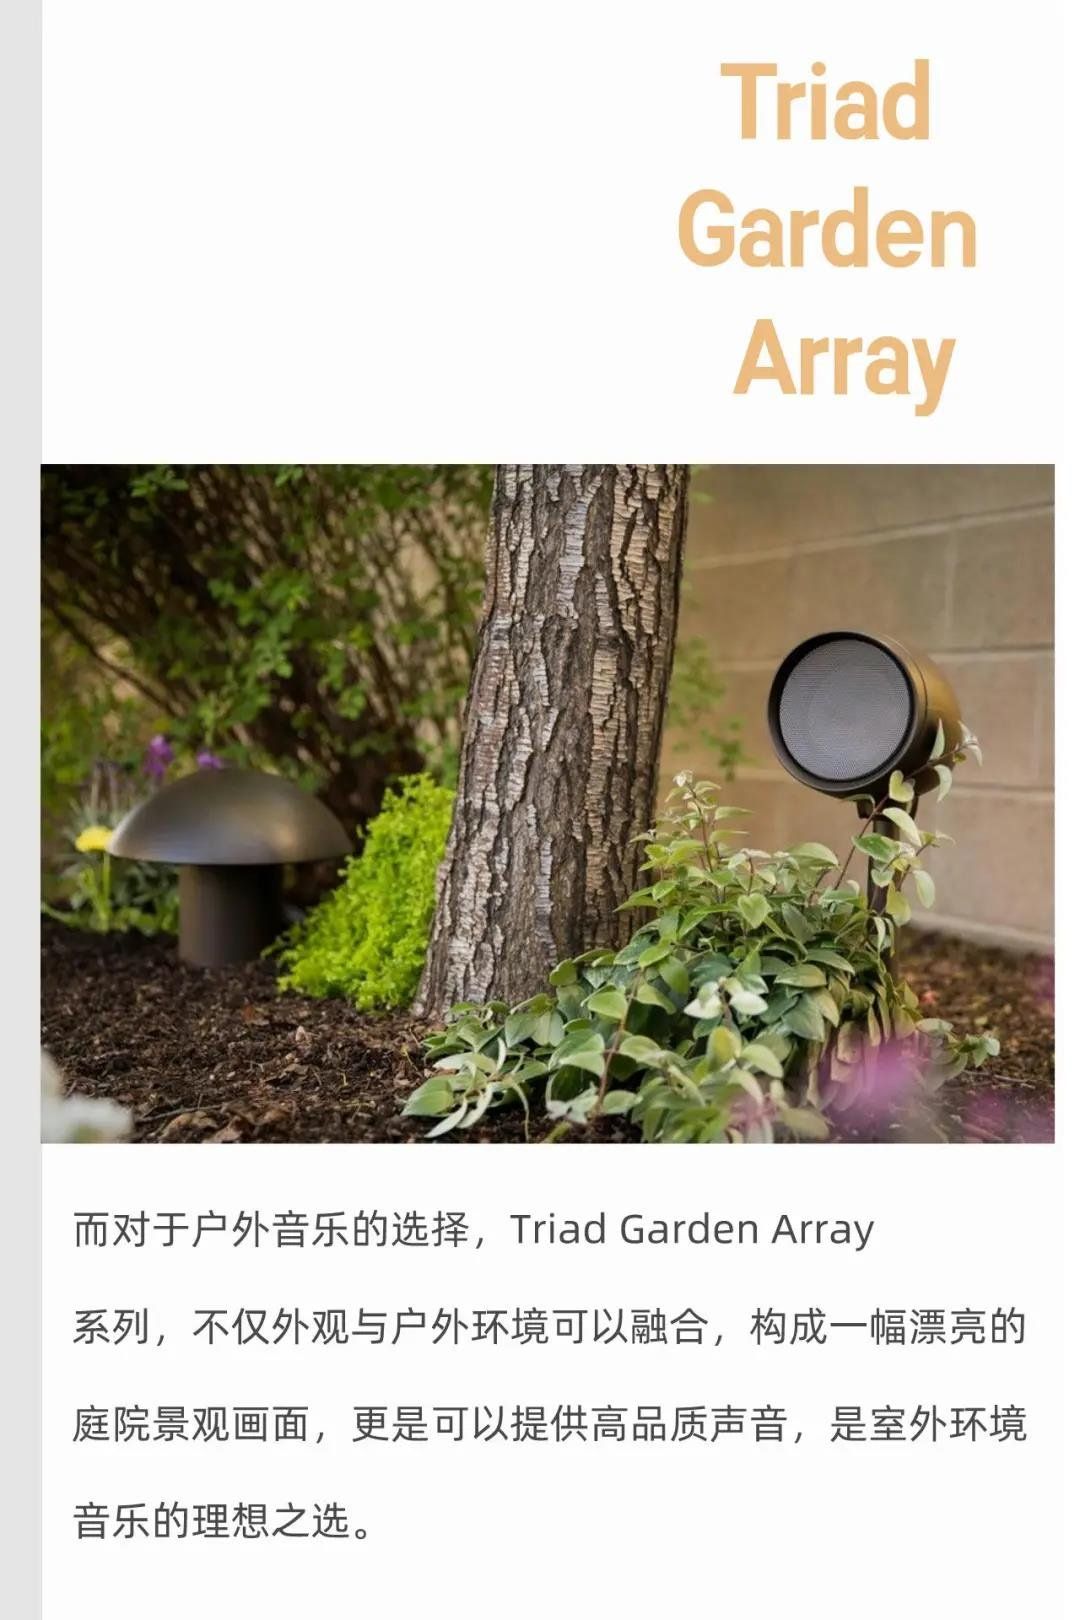 Triad
Garden
Array
而对于户外音乐的选择，Triad Garden Array
系列，不仅外观与户外环境可以融合，构成一幅漂亮的
庭院景观画面，更是可以提供高品质声音，是室外环境
音乐的理想之选。